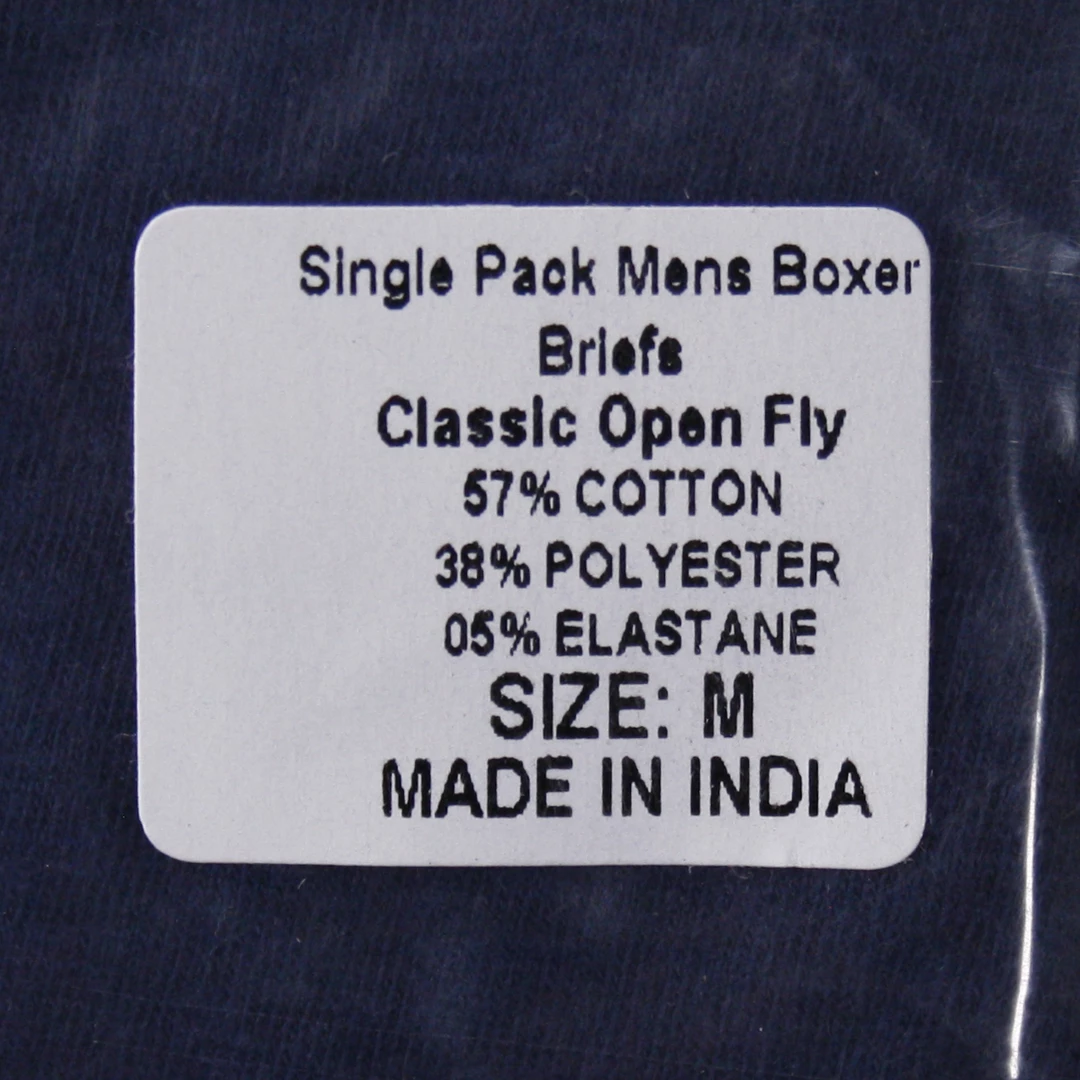 Single Pack Mens Boxer
Briefs
Classic Open Fly
57% COTTON
38% POLYESTER
05% ELASTANE
SIZE: M
MADE IN INDIA